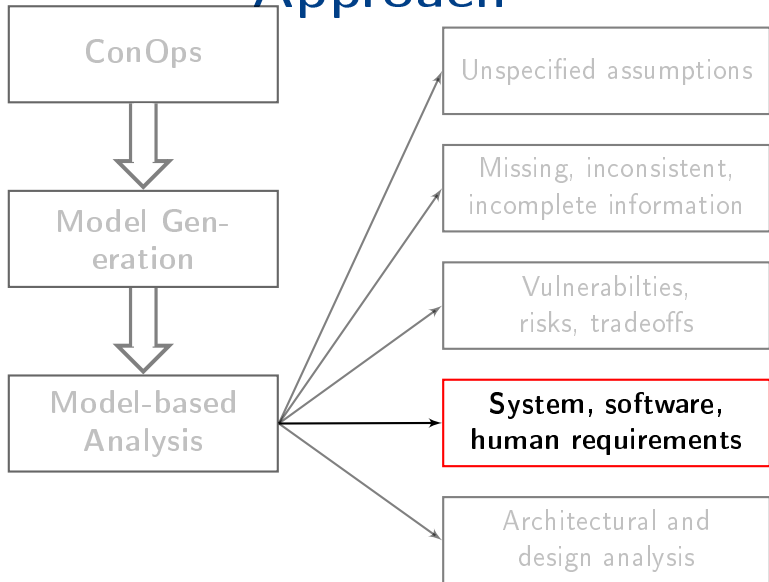 Approach
ConOps
Model Gen-
eration
Model-based
Analysis
Unspecified assumptions
Missing, inconsistent,
incomplete information
Vulnerabilties,
risks, tradeoffs
System, software,
human requirements
Architectural and
design analysis